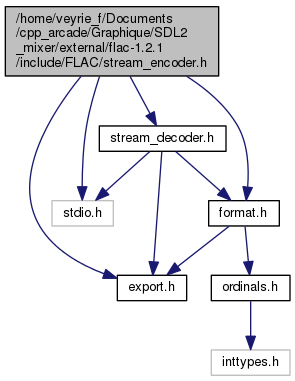 /home/veyrie_f/Documents
/cpp_arcade/Graphique/SDL2
_mixer/external/flac-1.2.1
/include/FLAC/stream_encoder.h
stream_decoder.h
stdio.h
format.h
export.h
ordinals.h
inttypes.h